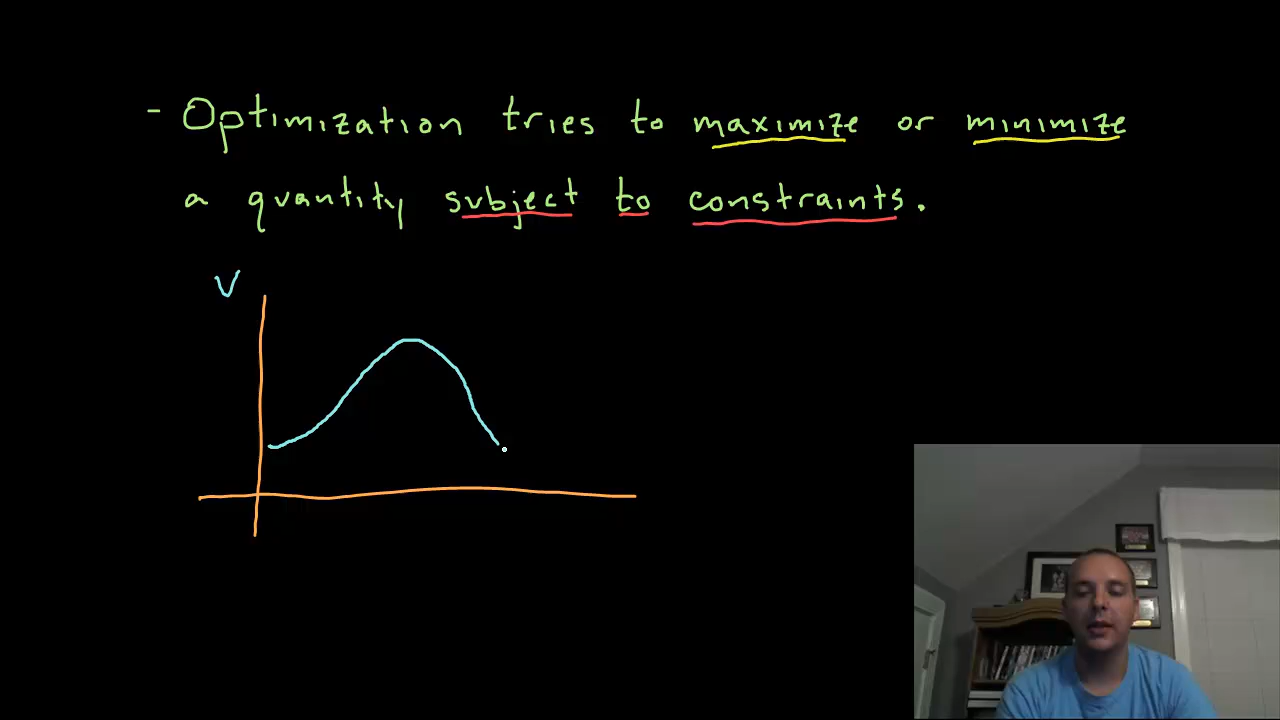 - Optimization tries to maximize or minimize
a quantity subject to constraints.
V